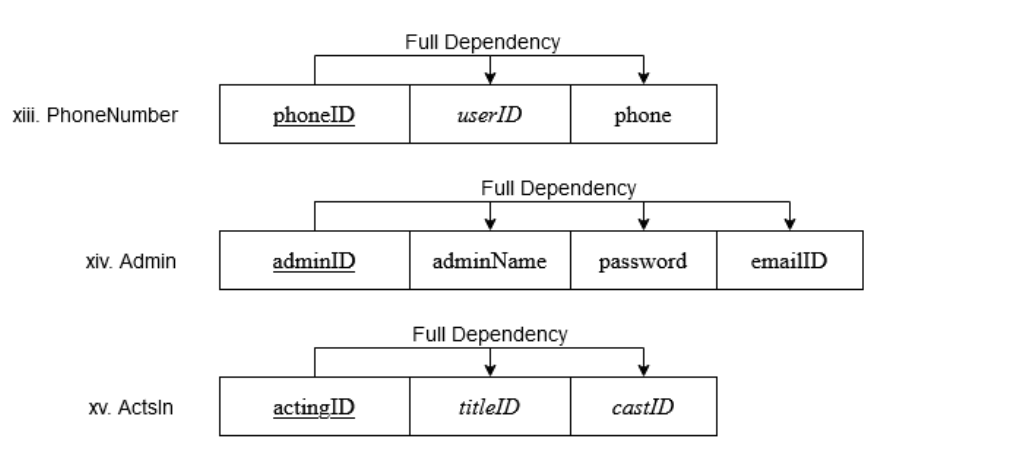 Full Dependency
xiii. PhoneNumber phoneID userID phone
Full Dependency
xiv. Admin adminID adminName password emailID
Full Dependency
xv. ActsIn actingID titleID castID